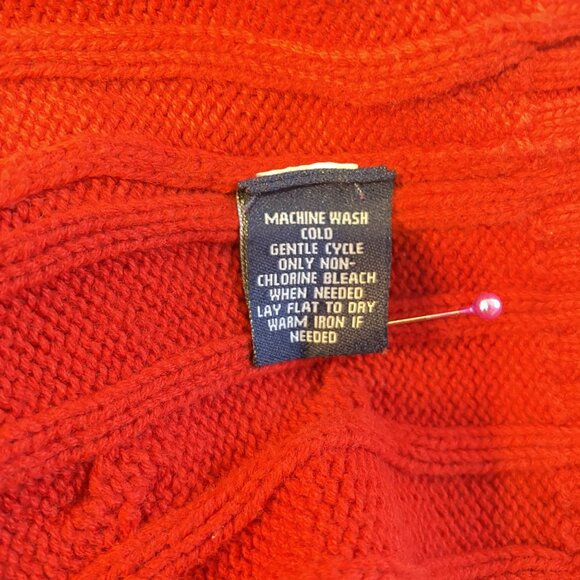 MACHINE WASH
COLD
GENTLE CYCLE
ONLY NON-
CHLORINE BLEACH
WHEN NEEDED
LAY FLAT TO DRY
WARM IRON IF
NEEDED